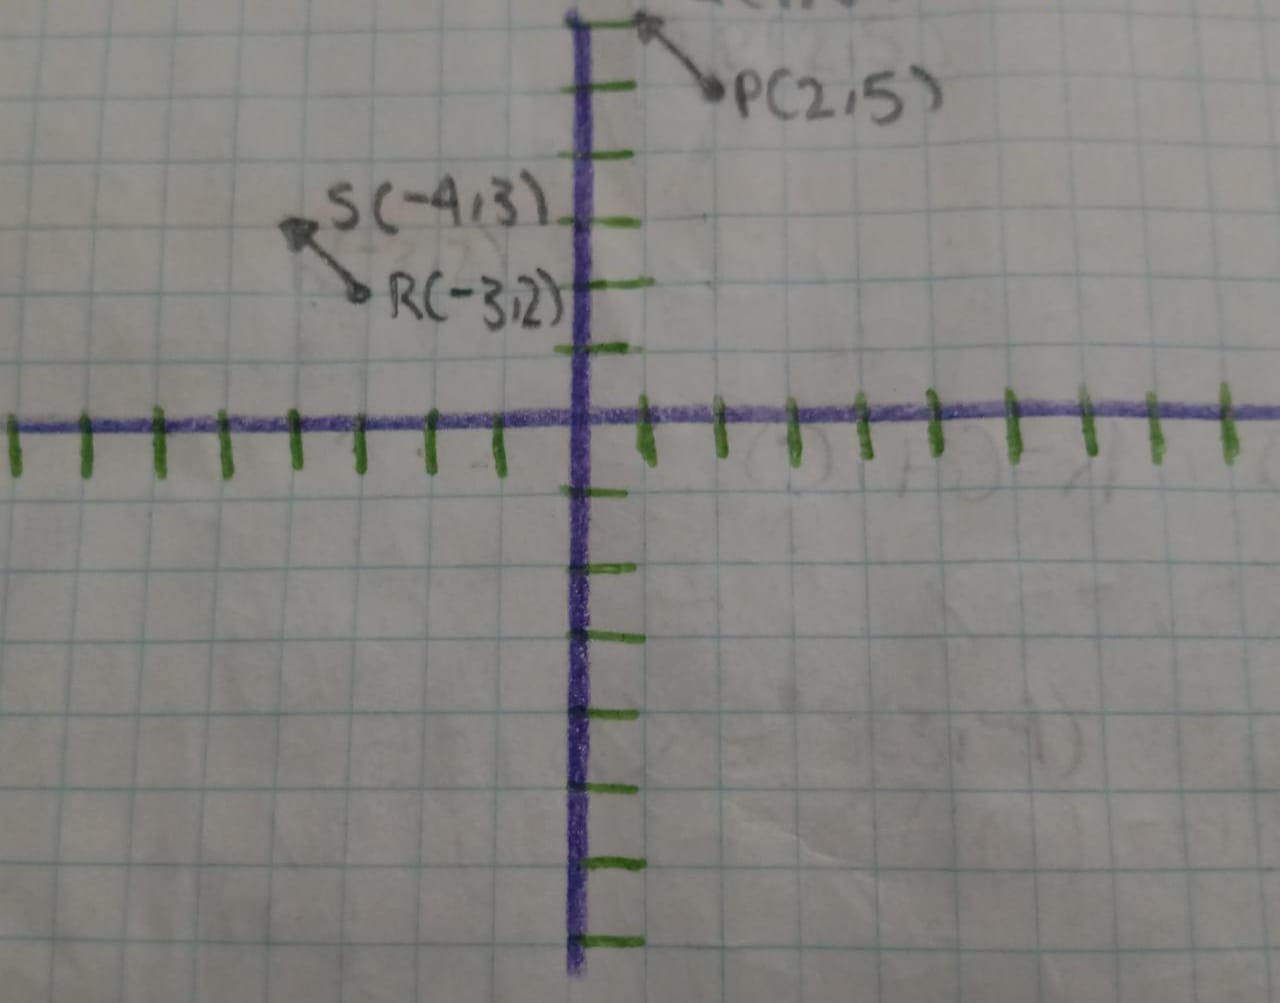 P(2,5)
S(-4,3)
R(-3,2)